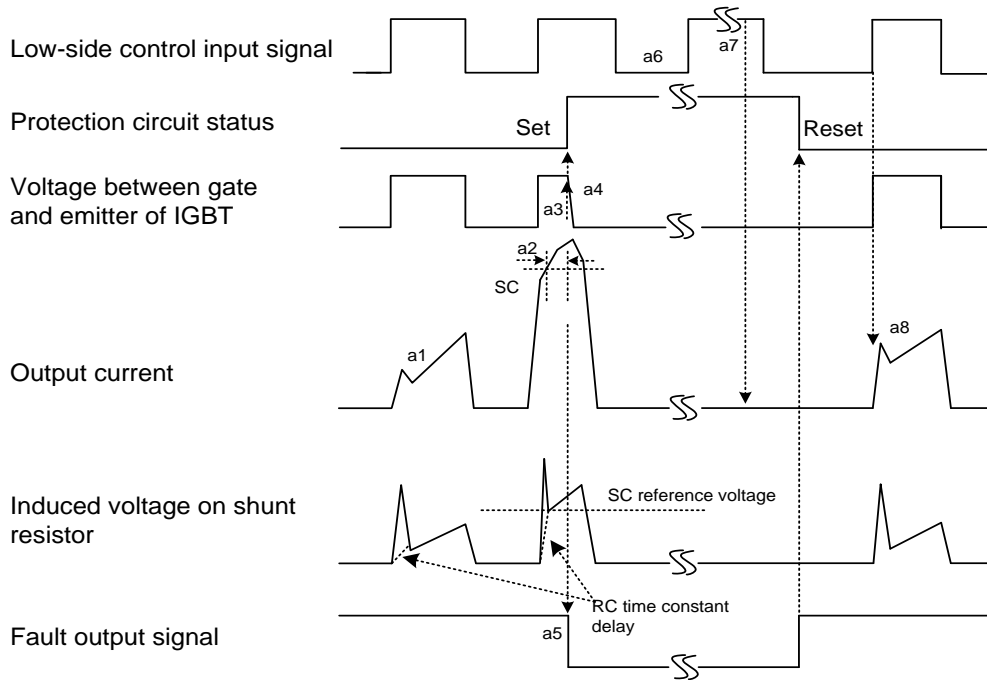 Low-side control input signal
a6
a7
Protection circuit status
Set
Reset
Voltage between gate
and emitter of IGBT
a3
a4
a2
SC
Output current
a1
a8
Induced voltage on shunt
resistor
SC reference voltage
RC time constant
delay
Fault output signal
a5